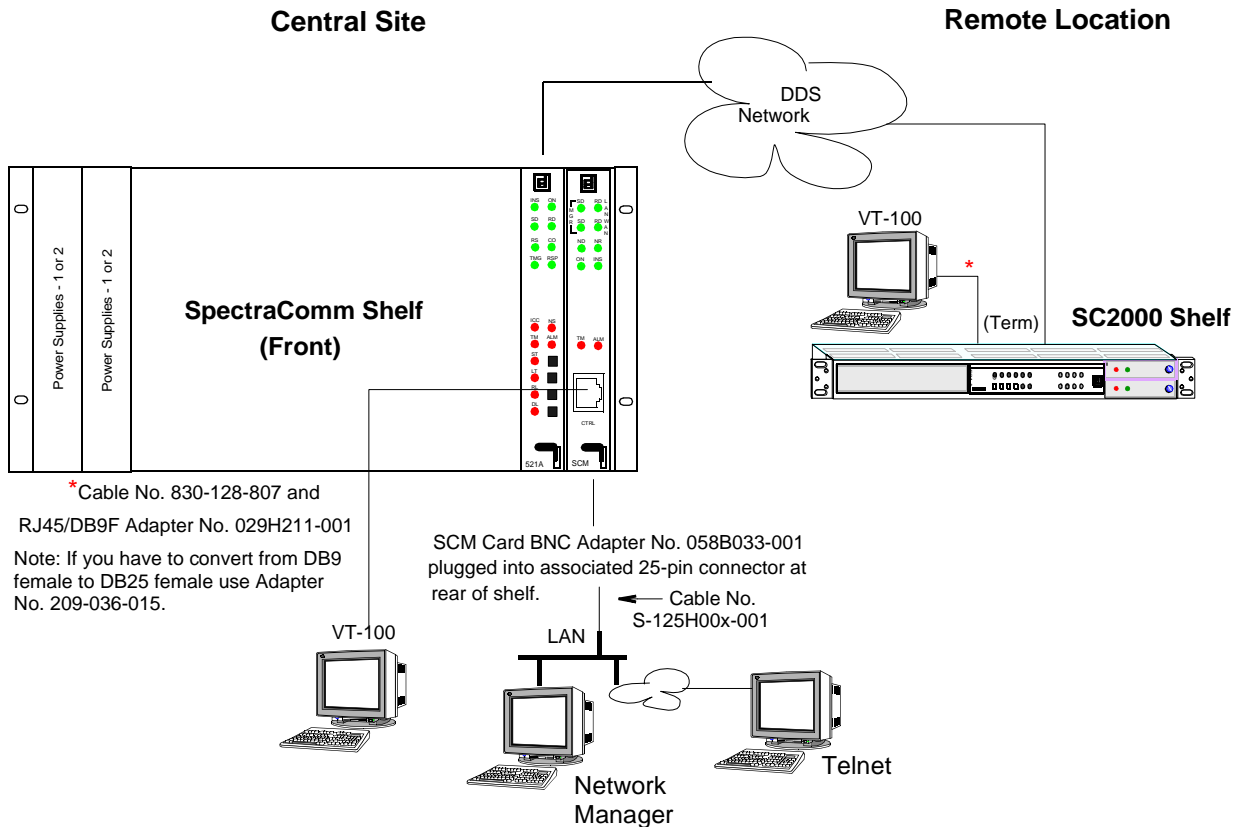 Central Site
Remote Location
DDS
Network
INS ON
SD RD
RS CO
TMG RSP
ICC NS
TM ALM
ST
LT
RL
DL
521A
MGR
SD RD
LAN
SD RD
WAN
ND NR
ON INS
TM ALM
CTRL
SCM
Power Supplies - 1 or 2
Power Supplies - 1 or 2
SpectraComm Shelf
(Front)
VT-100
*
(Term)
SC2000 Shelf
*Cable No. 830-128-807 and
RJ45/DB9F Adapter No. 029H211-001
Note: If you have to convert from DB9
female to DB25 female use Adapter
No. 209-036-015.
SCM Card BNC Adapter No. 058B033-001
plugged into associated 25-pin connector at
rear of shelf.
Cable No.
S-125H00x-001
VT-100
LAN
Network
Manager
Telnet